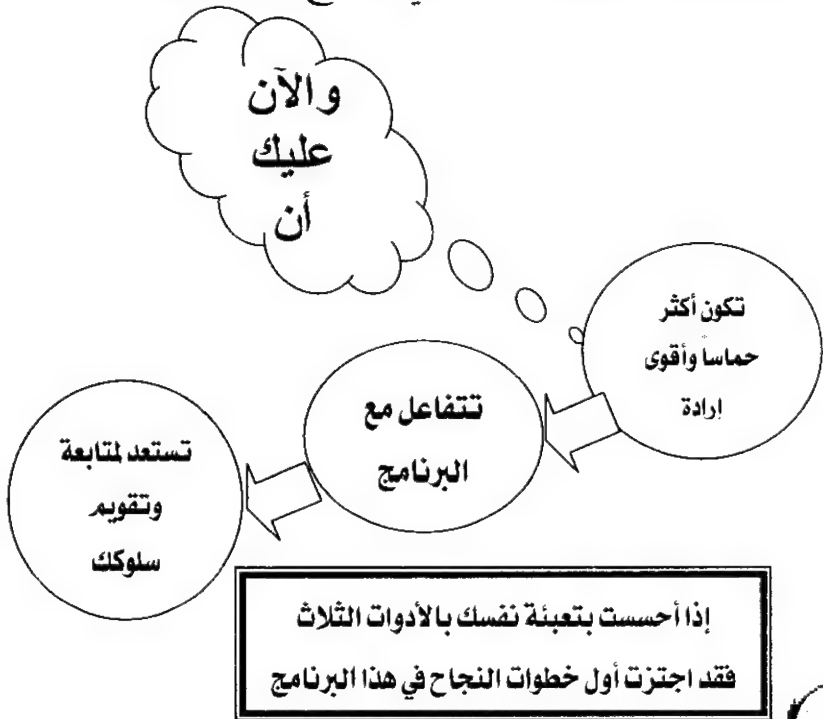 والآن
عليك
أن
تكون أكثر
حماساً وأقوى
إرادة
تتفاعل مع
البرنامج
تستعد لمتابعة
وتقويم
سلوكك
إذا أحسست بتعبئة نفسك بالأدوات الثلاث
فقد اجتزت أول خطوات النجاح في هذا البرنامج